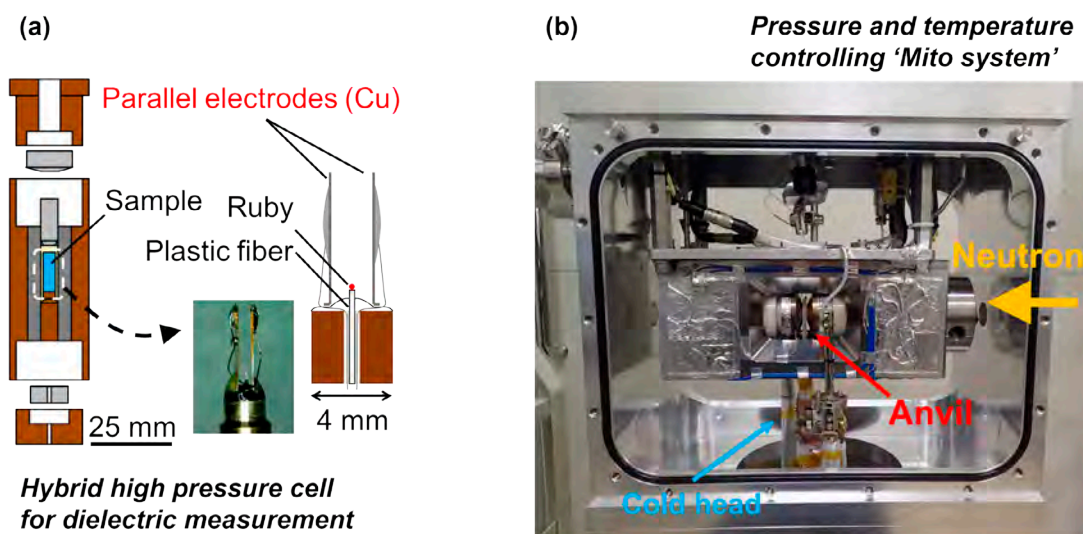 (a)
Parallel electrodes (Cu)
Sample
Ruby
Plastic fiber
25 mm
4 mm
Hybrid high pressure cell
for dielectric measurement
(b)
Pressure and temperature
controlling ‘Mito system’
Neutron
Anvil
Cold head